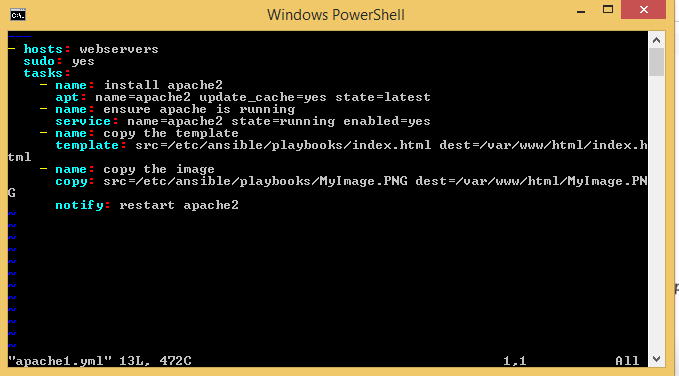 Windows PowerShell
---
- hosts: webservers
  sudo: yes
  tasks:
    - name: install apache2
      apt: name=apache2 update_cache=yes state=latest
    - name: ensure apache is running
      service: name=apache2 state=running enabled=yes
    - name: copy the template
      template: src=/etc/ansible/playbooks/index.html dest=/var/www/html/index.h
tml
    - name: copy the image
      copy: src=/etc/ansible/playbooks/MyImage.PNG dest=/var/www/html/MyImage.PN
G
      notify: restart apache2
~
~
~
~
~
~
~
~
~
~
~
~
"apache1.yml" 13L, 472C 1,1 All